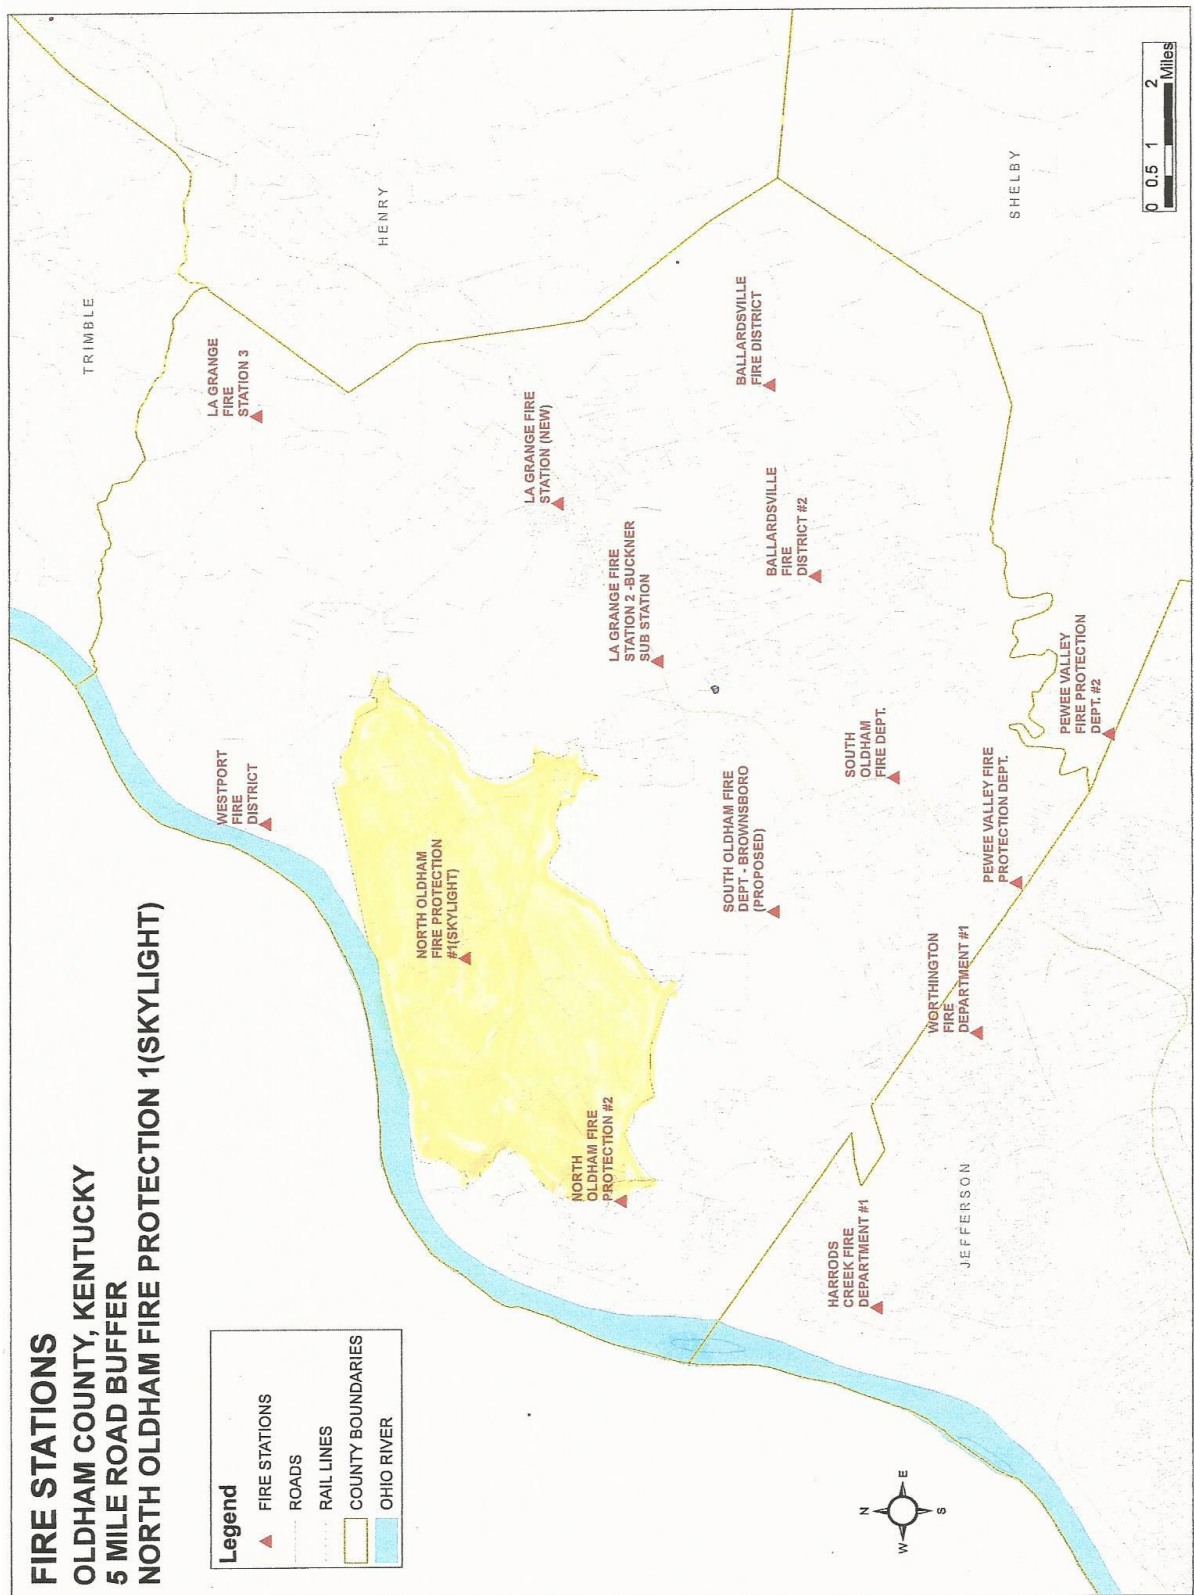 FIRE STATIONS
OLDHAM COUNTY, KENTUCKY
5 MILE ROAD BUFFER
NORTH OLDHAM FIRE PROTECTION 1(SKYLIGHT)
Legend
FIRE STATIONS
ROADS
RAIL LINES
COUNTY BOUNDARIES
OHIO RIVER
N
W
E
S
TRIMBLE
HENRY
SHELBY
JEFFERSON
WESTPORT
FIRE
DISTRICT
LA GRANGE
FIRE
STATION 3
NORTH OLDHAM
FIRE PROTECTION
#1(SKYLIGHT)
LA GRANGE FIRE
STATION (NEW)
NORTH
OLDHAM FIRE
PROTECTION #2
LA GRANGE FIRE
STATION 2 -BUCKNER
SUB STATION
SOUTH OLDHAM FIRE
DEPT - BROWNSBORO
(PROPOSED)
BALLARDSVILLE
FIRE
DISTRICT #2
BALLARDSVILLE
FIRE DISTRICT
HARRODS
CREEK FIRE
DEPARTMENT #1
SOUTH
OLDHAM
FIRE DEPT.
WORTHINGTON
FIRE
DEPARTMENT #1
PEWEE VALLEY FIRE
PROTECTION DEPT.
PEWEE VALLEY
FIRE PROTECTION
DEPT. #2
0 0.5 1 2
Miles